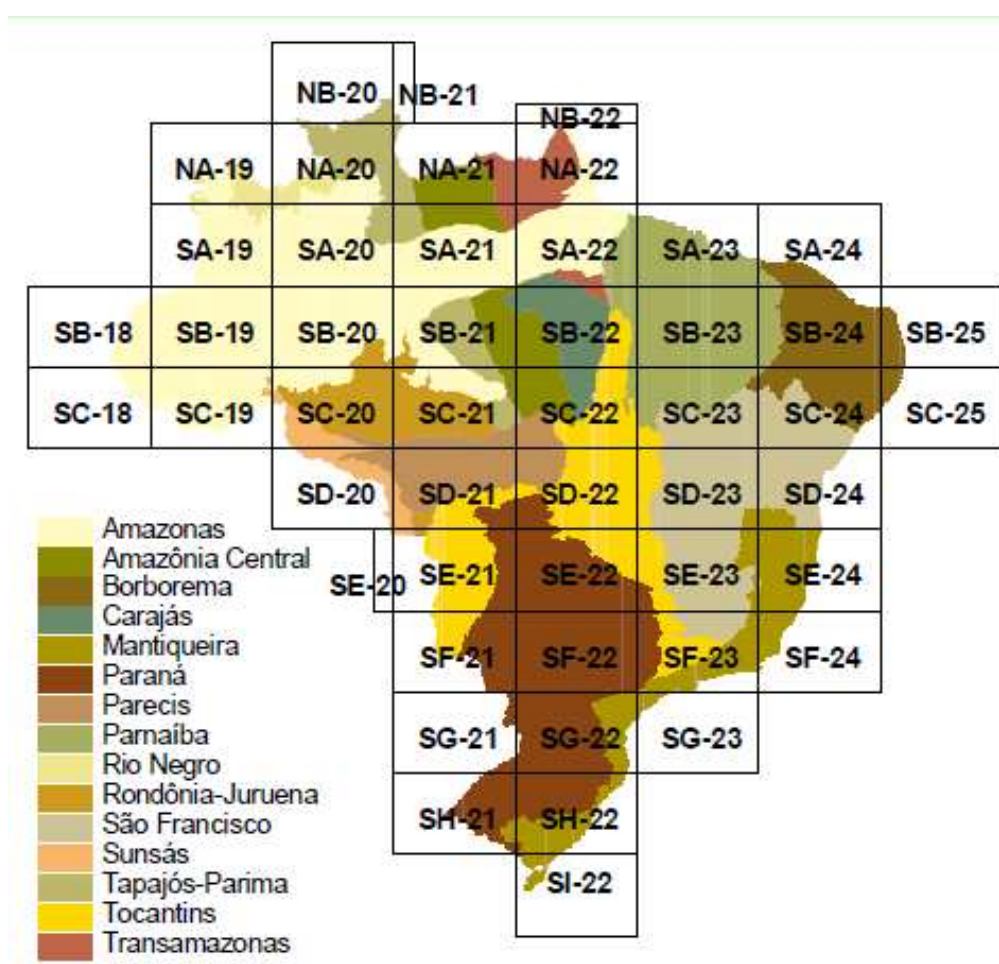 NB-20 NB-21
NB-22
NA-19 NA-20 NA-21 NA-22
SA-19 SA-20 SA-21 SA-22 SA-23 SA-24
SB-18 SB-19 SB-20 SB-21 SB-22 SB-23 SB-24 SB-25
SC-18 SC-19 SC-20 SC-21 SC-22 SC-23 SC-24 SC-25
SD-20 SD-21 SD-22 SD-23 SD-24
SE-20 SE-21 SE-22 SE-23 SE-24
SF-21 SF-22 SF-23 SF-24
SG-21 SG-22 SG-23
SH-21 SH-22
SI-22
Amazonas
Amazônia Central
Borborema
Carajás
Mantiqueira
Paraná
Parecis
Parnaíba
Rio Negro
Rondônia-Juruena
São Francisco
Sunsás
Tapajós-Parima
Tocantins
Transamazonas